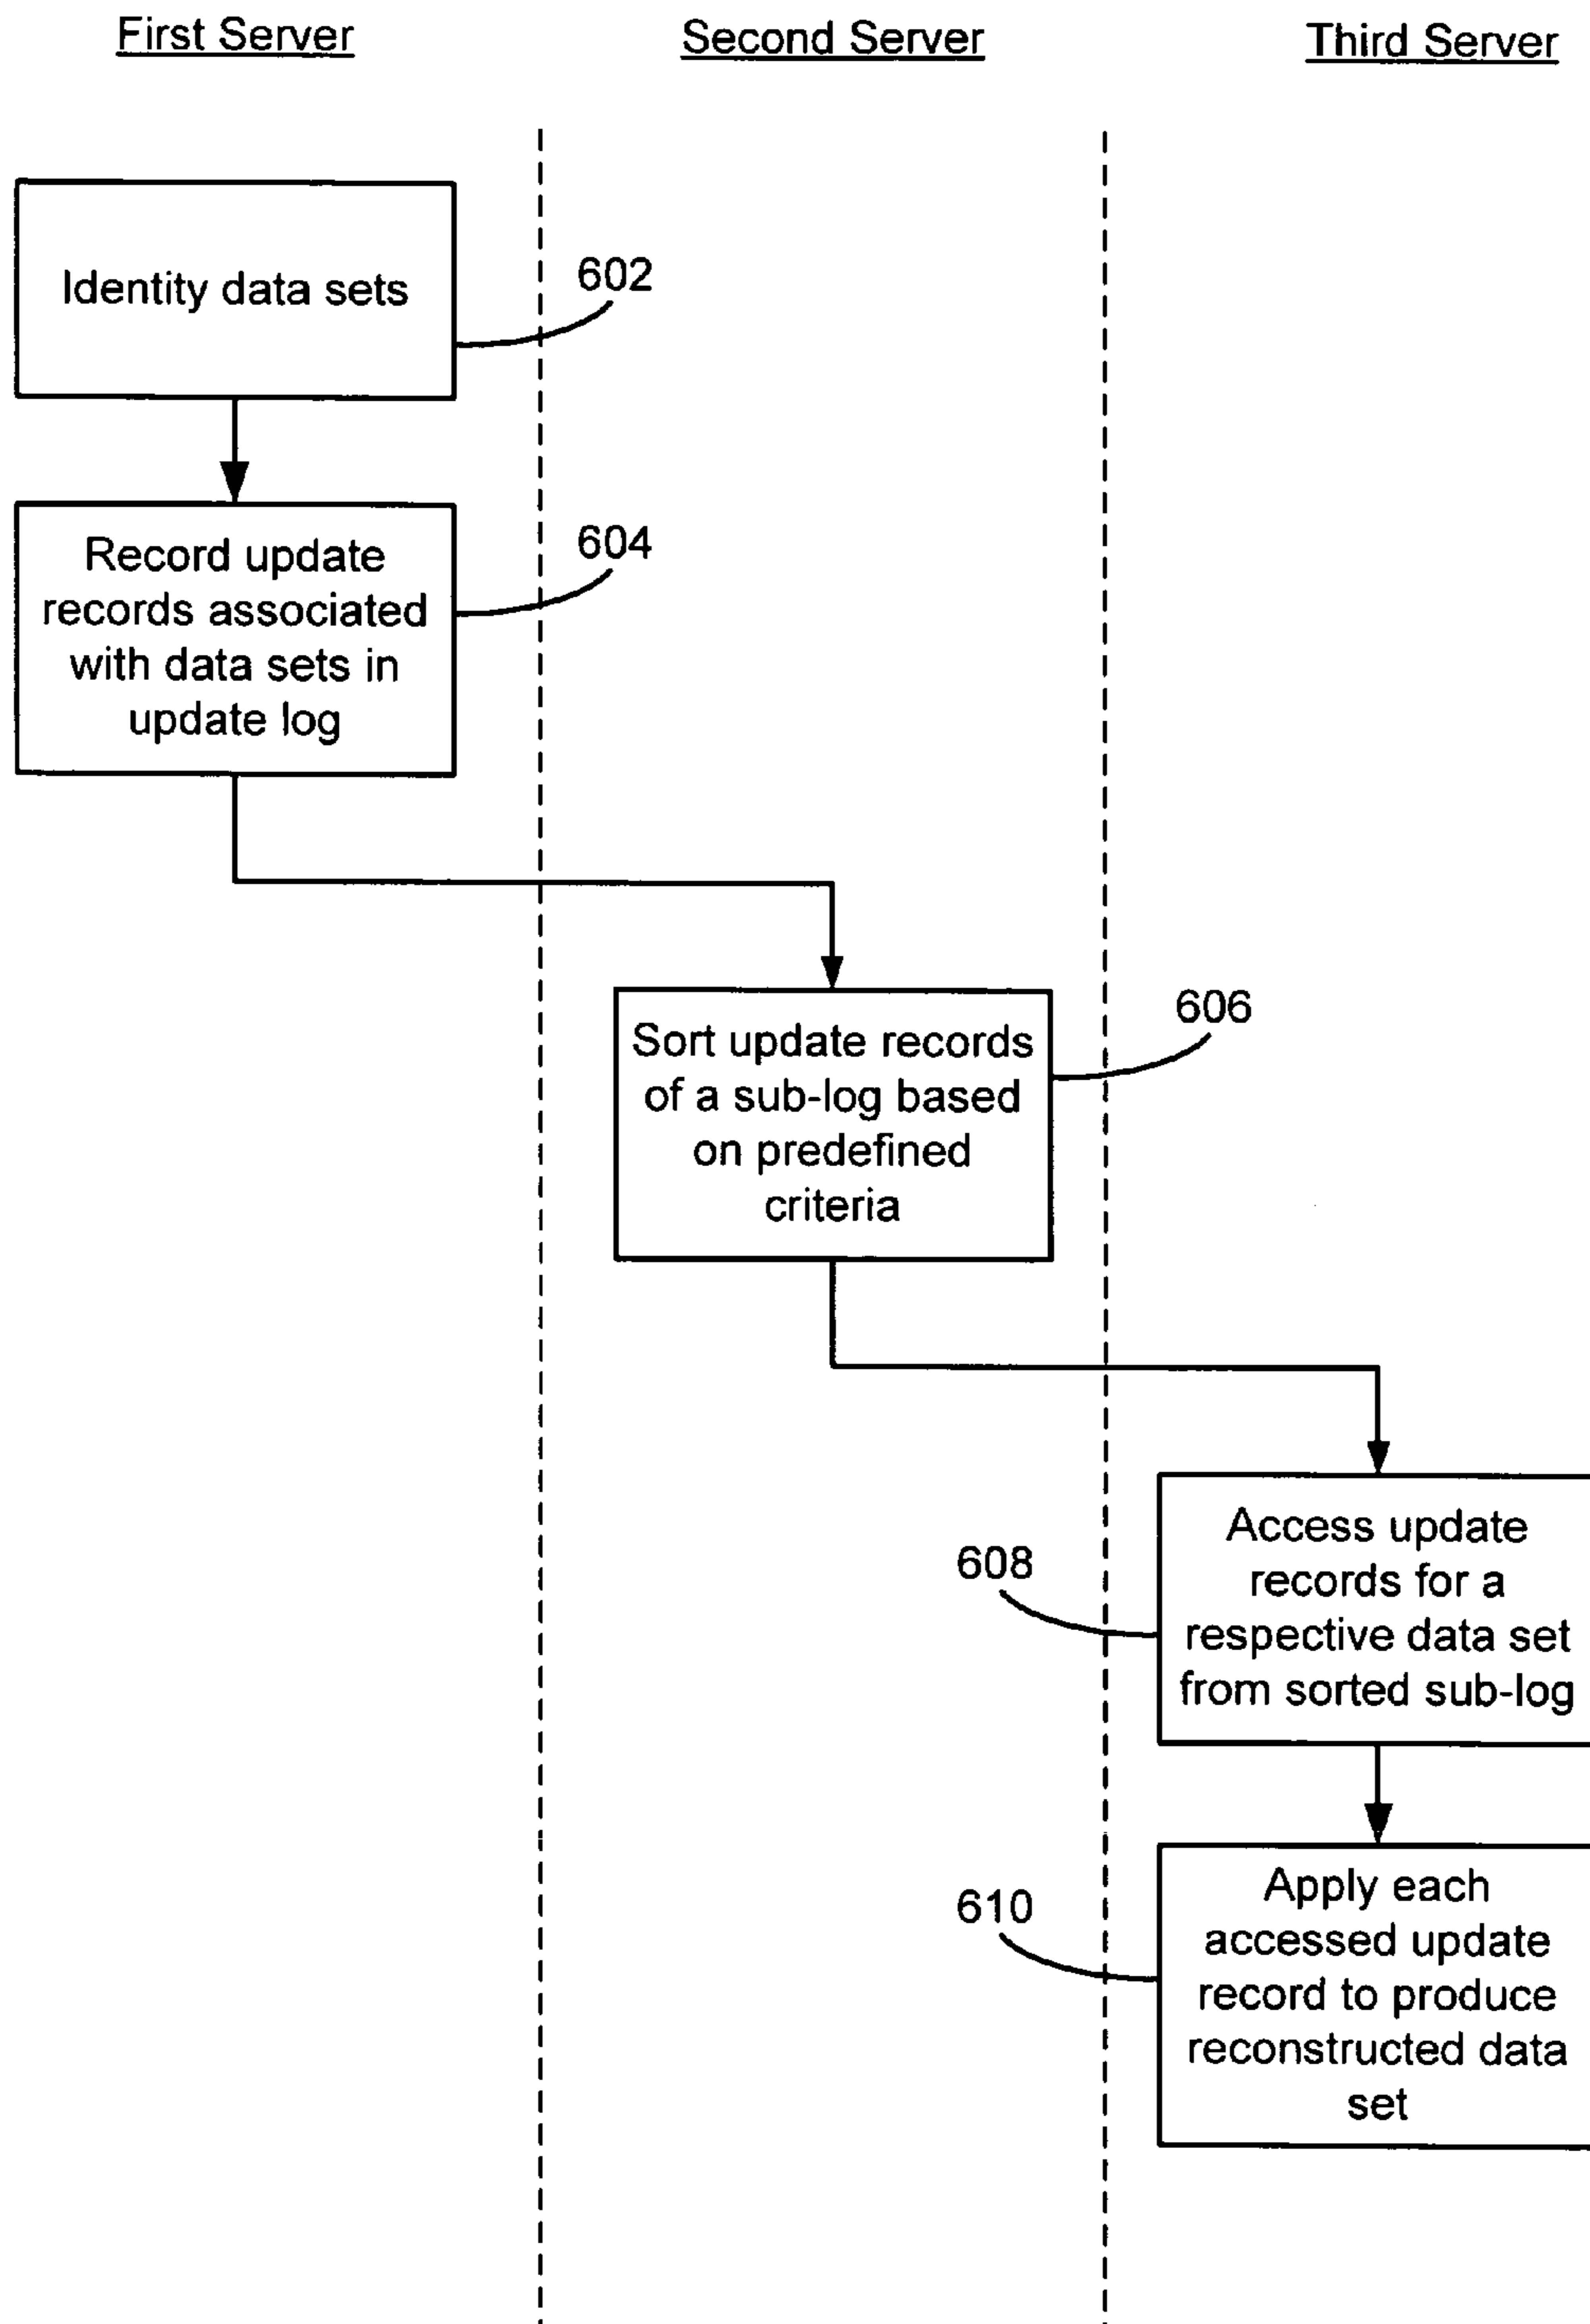 First Server
Second Server
Third Server
Identity data sets
602
Record update
records associated
with data sets in
update log
604
Sort update records
of a sub-log based
on predefined
criteria
606
Access update
records for a
respective data set
from sorted sub-log
608
Apply each
accessed update
record to produce
reconstructed data
set
610